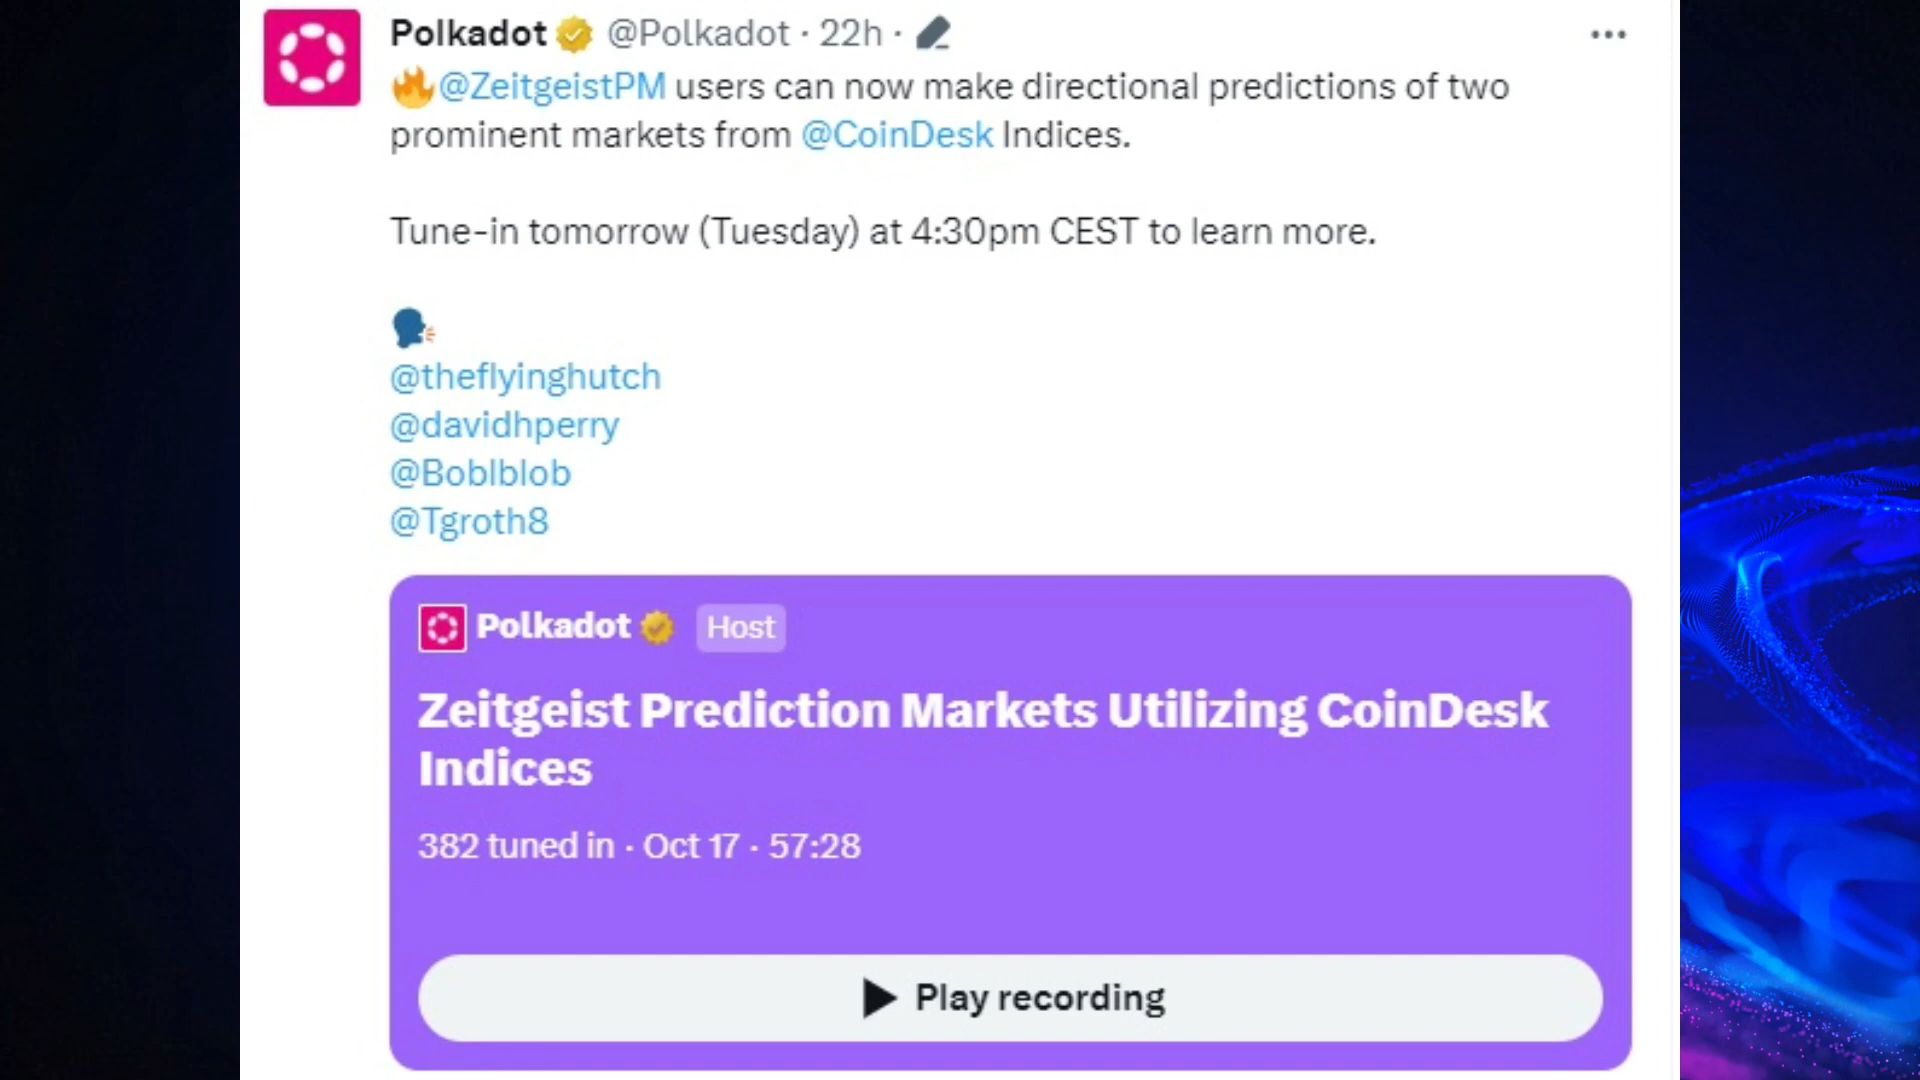 Polkadot @Polkadot · 22h ·
🔥@ZeitgeistPM users can now make directional predictions of two
prominent markets from @CoinDesk Indices.
Tune-in tomorrow (Tuesday) at 4:30pm CEST to learn more.
🗣️
@theflyinghutch
@davidhperry
@Boblblob
@Tgroth8
Polkadot Host
Zeitgeist Prediction Markets Utilizing CoinDesk
Indices
382 tuned in · Oct 17 · 57:28
Play recording